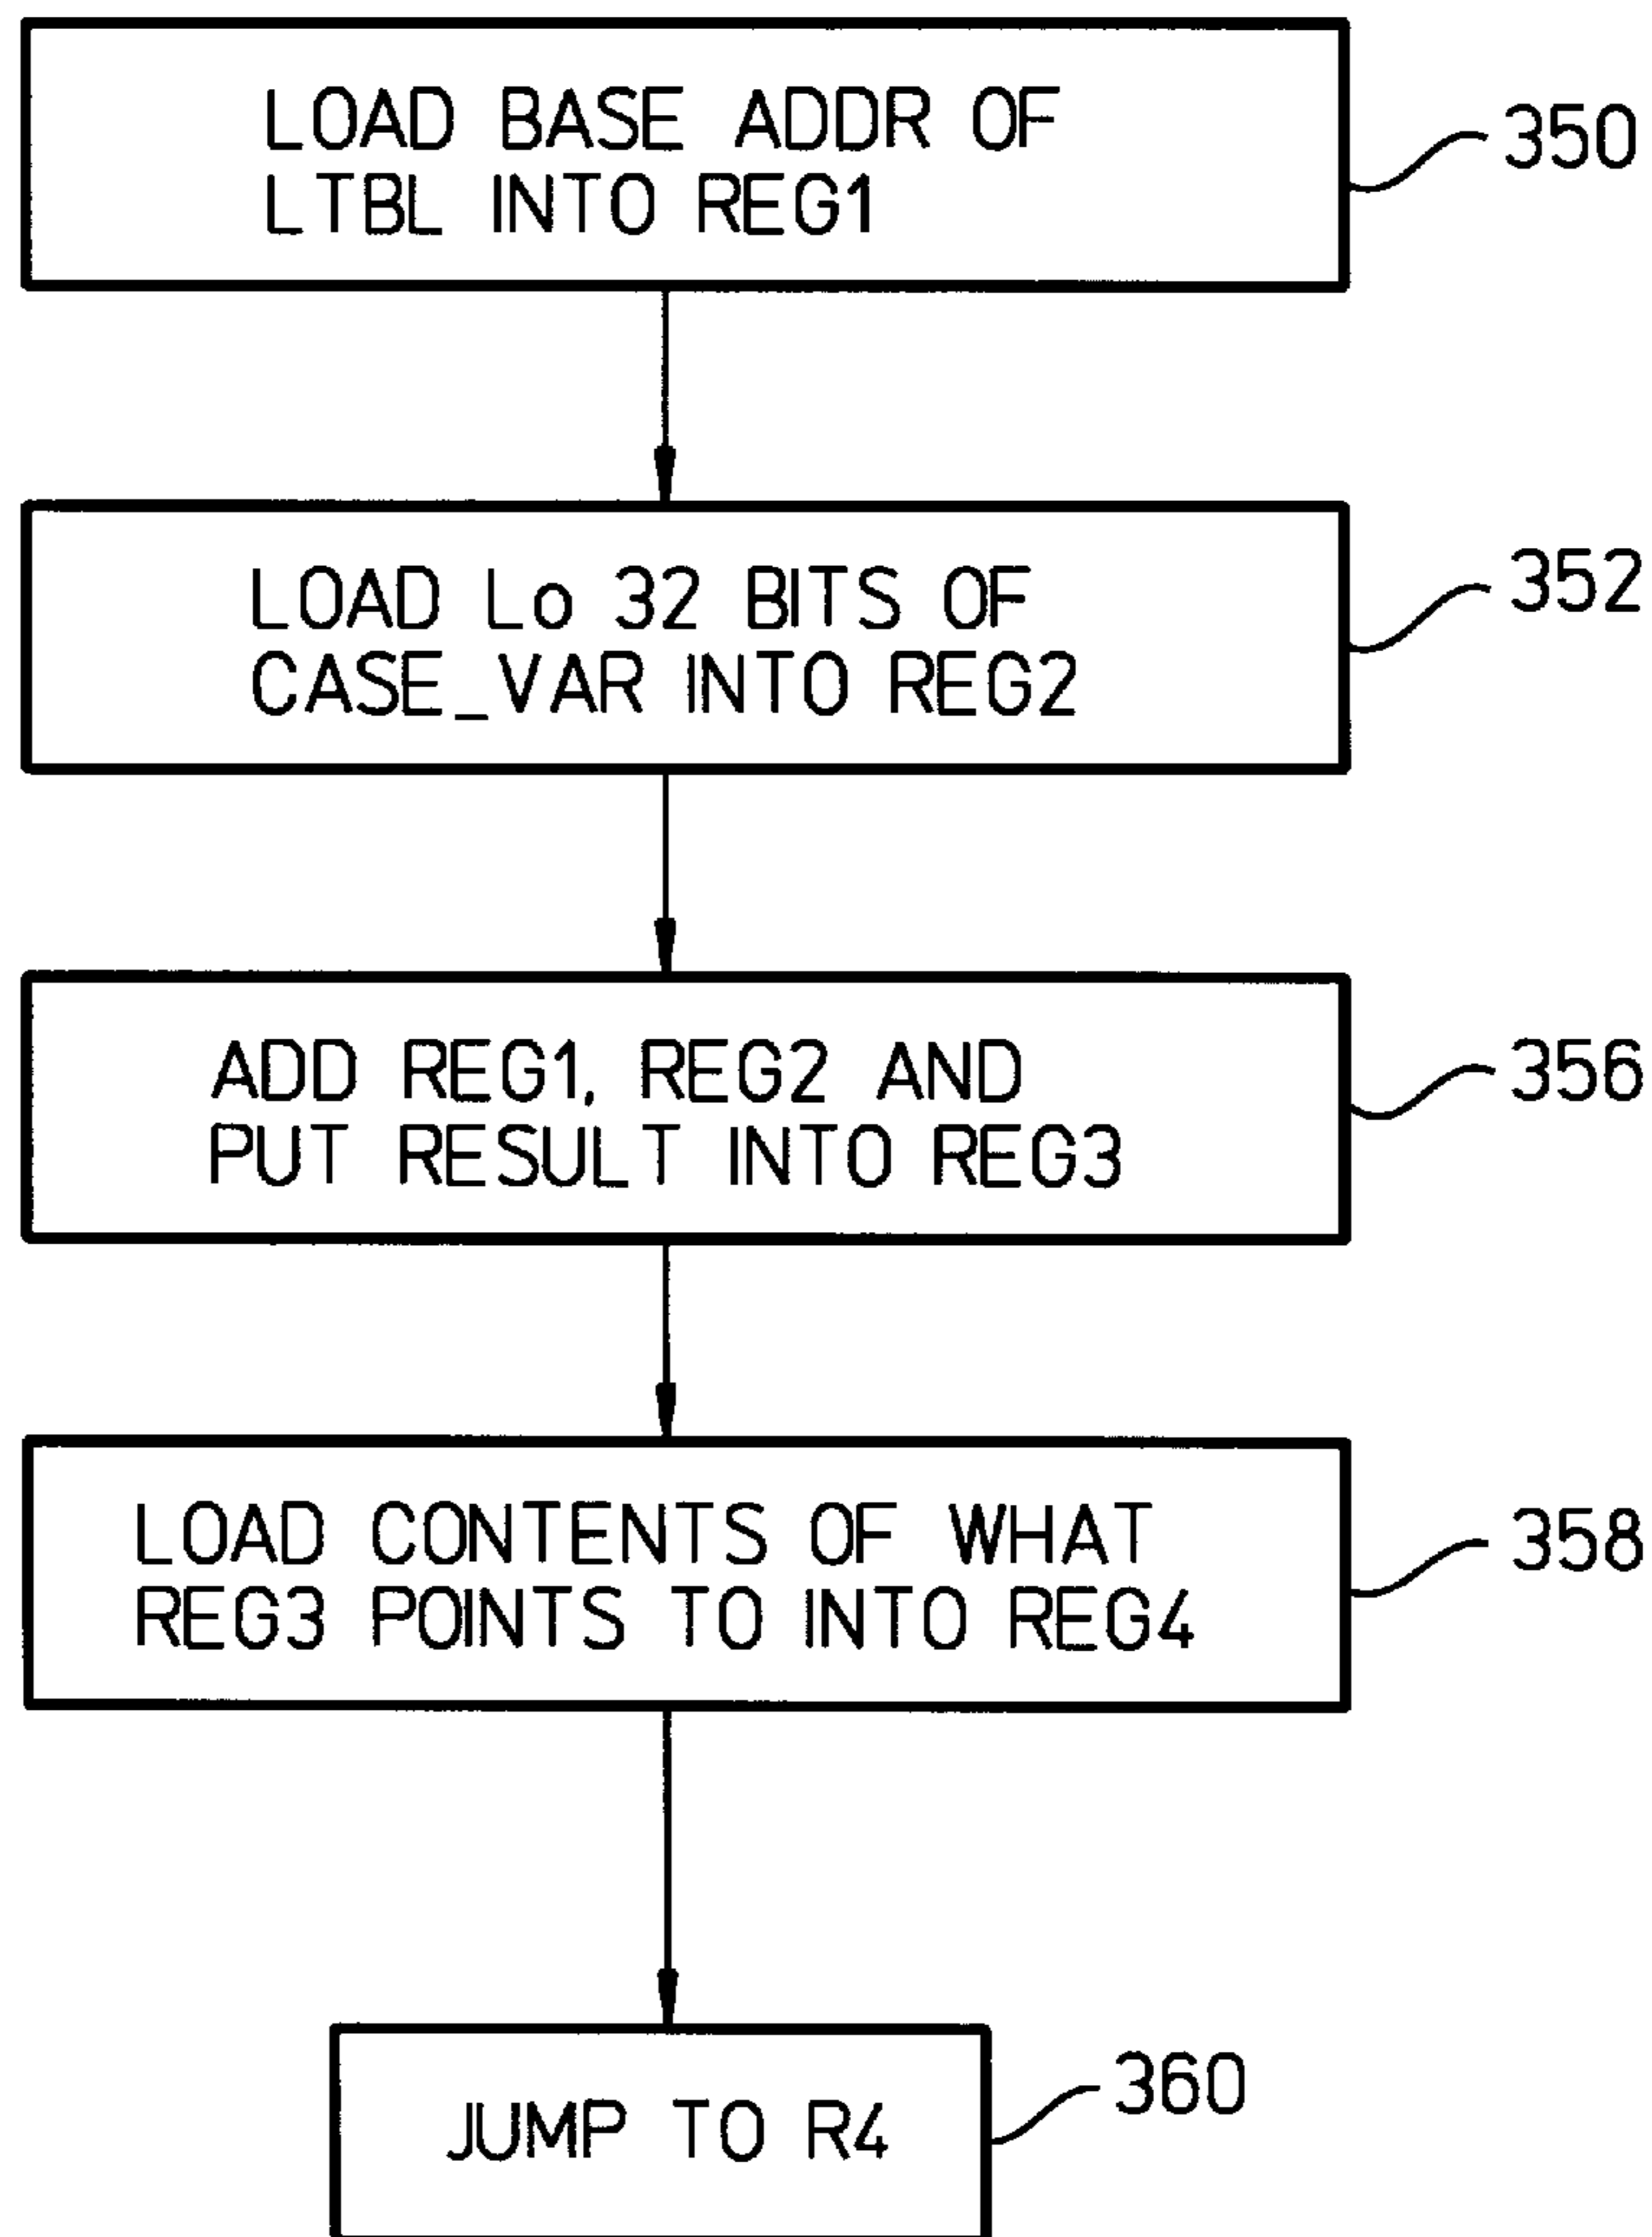 LOAD BASE ADDR OF
LTBL INTO REG1
350
LOAD Lo 32 BITS OF
CASE_VAR INTO REG2
352
ADD REG1, REG2 AND
PUT RESULT INTO REG3
356
LOAD CONTENTS OF WHAT
REG3 POINTS TO INTO REG4
358
JUMP TO R4
360